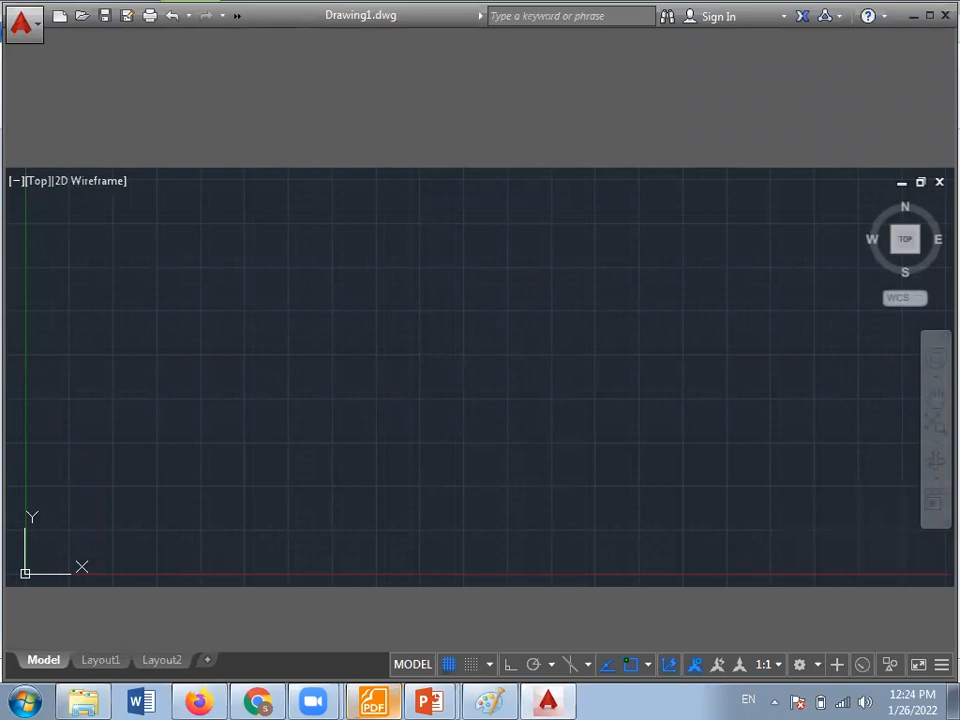 Drawing1.dwg
Type a keyword or phrase
Sign In
[−][Top][2D Wireframe]
N
W
TOP
E
S
WCS
Y
X
Model
Layout1
Layout2
MODEL
1:1
PDF
EN
12:24 PM
1/26/2022